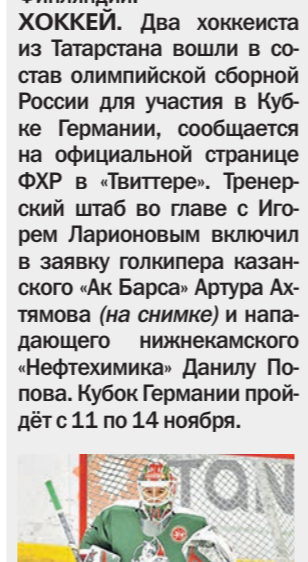 Финляндии.
ХОККЕЙ. Два хоккеиста
из Татарстана вошли в со-
став олимпийской сборной
России для участия в Куб-
ке Германии, сообщается
на официальной странице
ФХР в «Твиттере». Тренер-
ский штаб во главе с Иго-
рем Ларионовым включил
в заявку голкипера казан-
ского «Ак Барса» Артура Ах-
тямова (на снимке) и напа-
дающего нижнекамского
«Нефтехимика» Данилу По-
пова. Кубок Германии прой-
дёт с 11 по 14 ноября.
TON